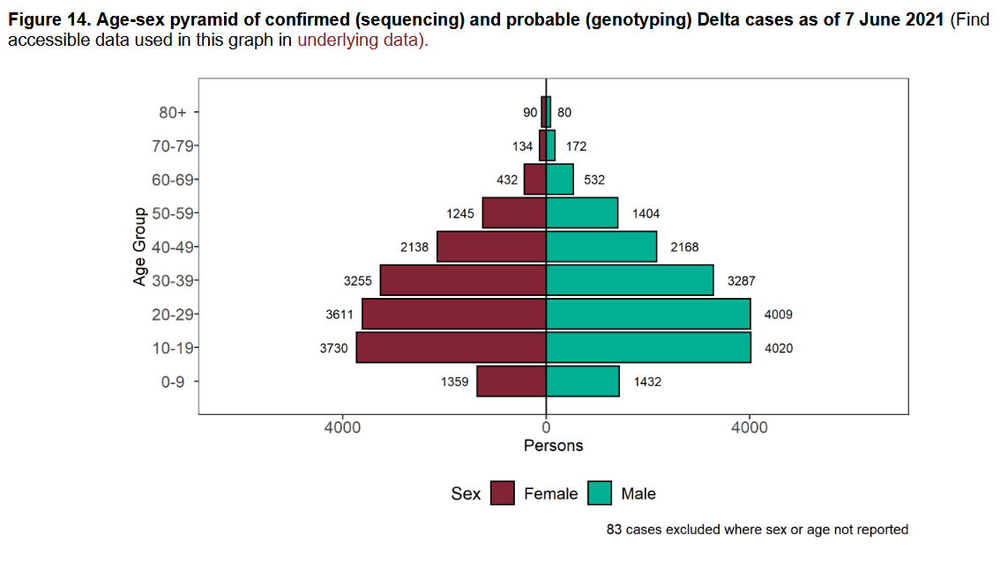 Figure 14. Age-sex pyramid of confirmed (sequencing) and probable (genotyping) Delta cases as of 7 June 2021 (Find
accessible data used in this graph in underlying data).
80+ 90 80
70-79 134 172
60-69 432 532
50-59 1245 1404
40-49 2138 2168
30-39 3255 3287
20-29 3611 4009
10-19 3730 4020
0-9 1359 1432
Age Group
4000 0 4000
Persons
Sex Female Male
83 cases excluded where sex or age not reported